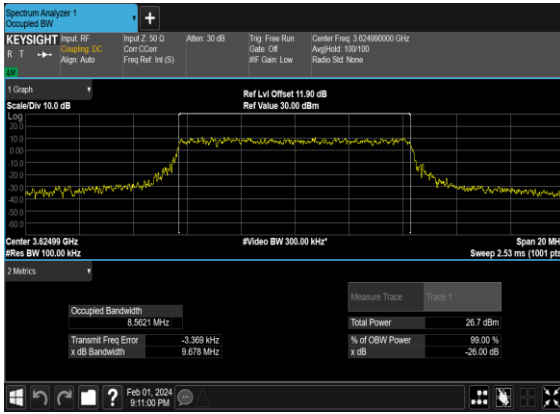 Spectrum Analyzer 1
Occupied BW
+
KEYSIGHT Input: RF Input Z: 50 Ω Atten: 30 dB Trig: Free Run Center Freq: 3.624990000 GHz
R T Coupling: DC Corr CCorr Gate: Off Avg|Hold: 100/100
Align: Auto Freq Ref: Int (S) #IF Gain: Low Radio Std: None
1 Graph
Scale/Div 10.0 dB
Ref Lvl Offset 11.90 dB
Ref Value 30.00 dBm
Log
20.0
10.0
0.00
-10.0
-20.0
-30.0
-40.0
-50.0
-60.0
Center 3.62499 GHz #Video BW 300.00 kHz* Span 20 MH
#Res BW 100.00 kHz Sweep 2.53 ms (1001 pts
2 Metrics
Measure Trace Trace 1
Occupied Bandwidth
8.5621 MHz
Total Power 26.7 dBm
Transmit Freq Error -3.369 kHz % of OBW Power 99.00 %
x dB Bandwidth 9.678 MHz x dB -26.00 dB
? Feb 01, 2024
9:11:00 PM